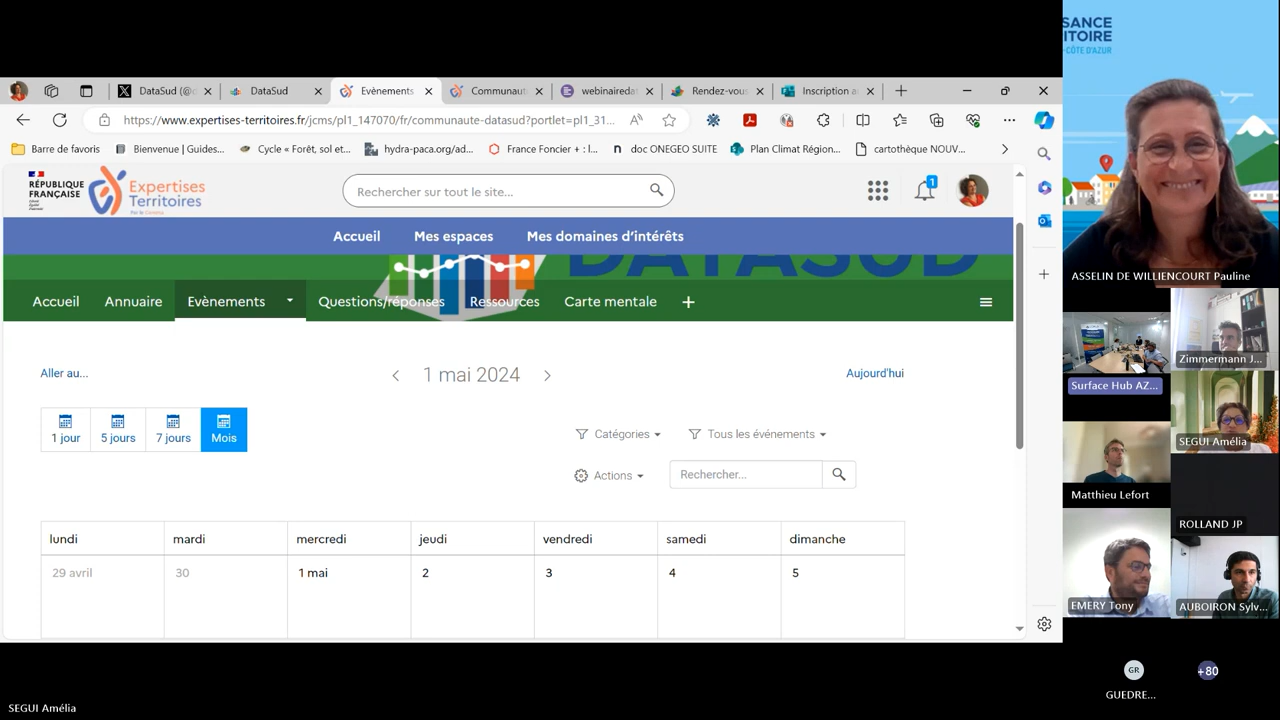 DataSud (@
DataSud
Evènements
Communaut
webinairedat
Rendez-vous
Inscription a
https://www.expertises-territoires.fr/jcms/pl1_147070/fr/communaute-datasud?portlet=pl1_31...
Barre de favoris
Bienvenue | Guides...
Cycle « Forêt, sol et...
hydra-paca.org/ad...
France Foncier + : l...
doc ONEGEO SUITE
Plan Climat Région...
cartothèque NOUV...
RÉPUBLIQUE
FRANÇAISE
Expertises
Territoires
Rechercher sur tout le site...
1
Accueil
Mes espaces
Mes domaines d'intérêts
DATASUD
Accueil
Annuaire
Evènements
Questions/réponses
Ressources
Carte mentale
Aller au...
1 mai 2024
Aujourd'hui
1 jour
5 jours
7 jours
Mois
Catégories
Tous les événements
Actions
Rechercher...
lundi
mardi
mercredi
jeudi
vendredi
samedi
dimanche
29 avril
30
1 mai
2
3
4
5
SANCE
ITOIRE
-CÔTE D'AZUR
ASSELIN DE WILLIENCOURT Pauline
Surface Hub AZ...
Zimmermann J...
SEGUI Amélia
Matthieu Lefort
ROLLAND JP
EMERY Tony
AUBOIRON Sylv...
GR
GUEDRE...
+80
SEGUI Amélia